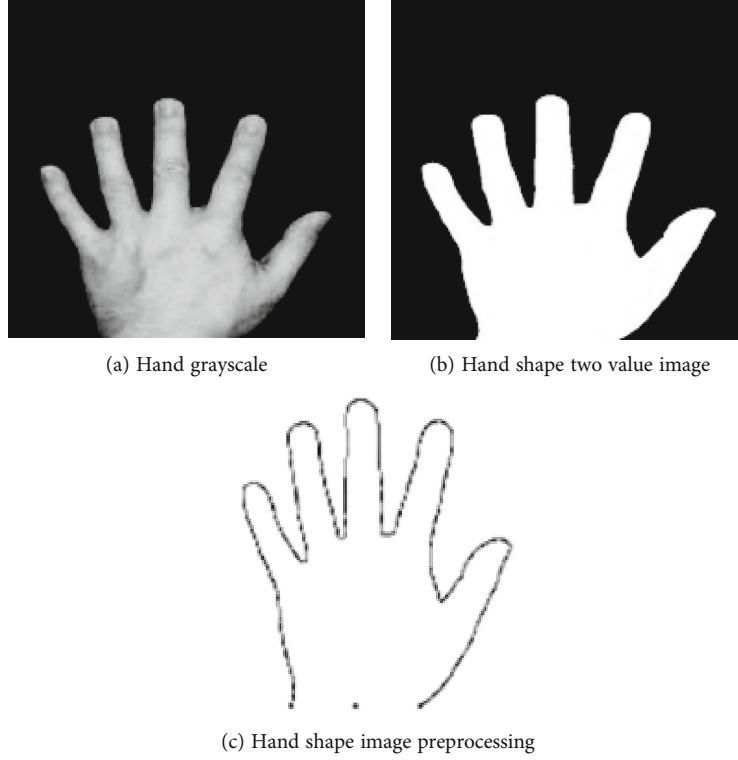 (a) Hand grayscale
(b) Hand shape two value image
(c) Hand shape image preprocessing